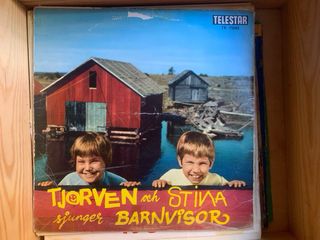 TELESTAR
TJORVEN och STINA
sjunger BARNVISOR